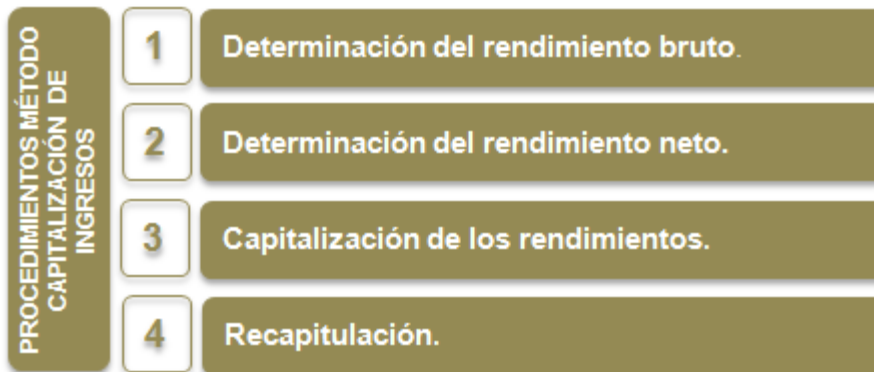 PROCEDIMIENTOS MÉTODO
CAPITALIZACIÓN DE
INGRESOS
1
Determinación del rendimiento bruto.
2
Determinación del rendimiento neto.
3
Capitalización de los rendimientos.
4
Recapitulación.